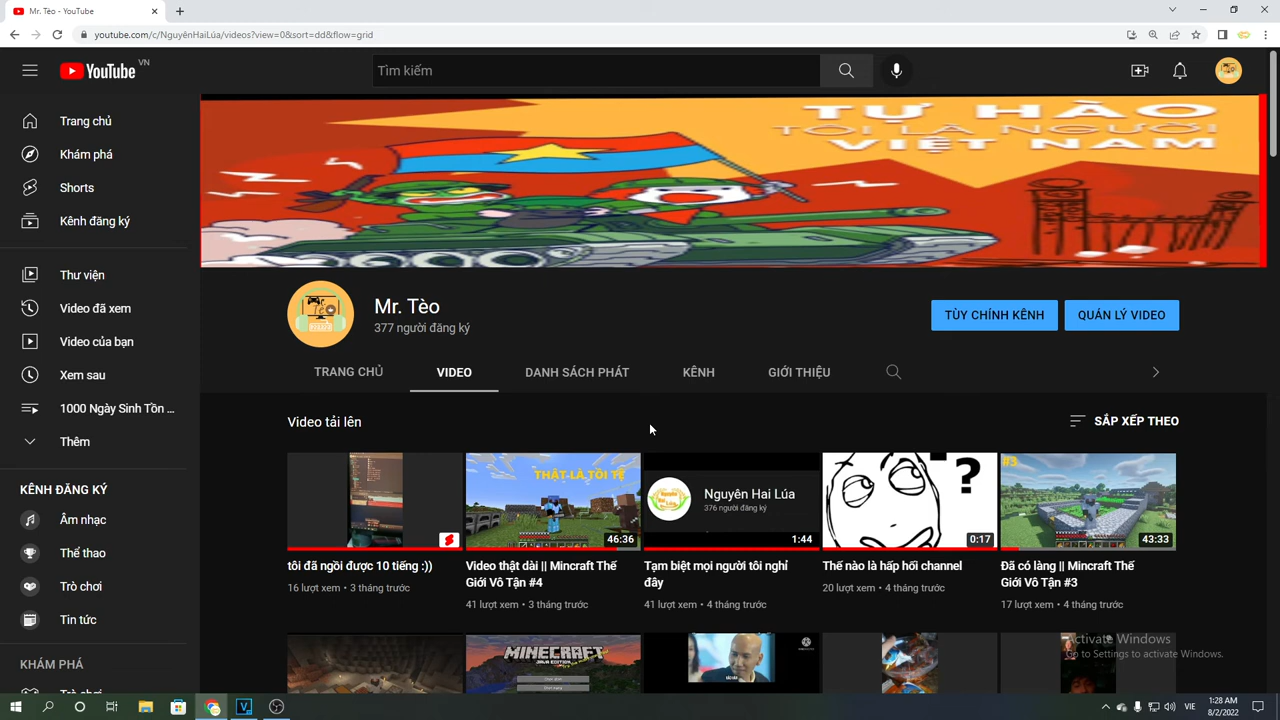 Mr. Tèo - YouTube
youtube.com/c/NguyênHaiLúa/videos?view=0&sort=dd&flow=grid
YouTube VN
Tìm kiếm
Trang chủ
Khám phá
Shorts
Kênh đăng ký
Thư viện
Video đã xem
Video của bạn
Xem sau
1000 Ngày Sinh Tồn ...
Thêm
KÊNH ĐĂNG KÝ
Âm nhạc
Thể thao
Trò chơi
Tin tức
KHÁM PHÁ
Trò chơi
TỰ HÀO
TÔI LÀ NGƯỜI
VIỆT NAM
Mr. Tèo
377 người đăng ký
TÙY CHỈNH KÊNH
QUẢN LÝ VIDEO
TRANG CHỦ
VIDEO
DANH SÁCH PHÁT
KÊNH
GIỚI THIỆU
Video tải lên
SẮP XẾP THEO
THẬT LÀ TỒI TỆ
46:36
Nguyên Hai Lúa
376 người đăng ký
1:44
?
0:17
#3
43:33
tôi đã ngồi được 10 tiếng :))
16 lượt xem • 3 tháng trước
Video thật dài || Mincraft Thế
Giới Vô Tận #4
41 lượt xem • 3 tháng trước
Tạm biệt mọi người tôi nghỉ
đây
41 lượt xem • 4 tháng trước
Thế nào là hấp hối channel
20 lượt xem • 4 tháng trước
Đã có làng || Mincraft Thế
Giới Vô Tận #3
17 lượt xem • 4 tháng trước
MINECRAFT
JAVA EDITION
Activate Windows
Go to Settings to activate Windows.
VIE
1:28 AM
8/2/2022